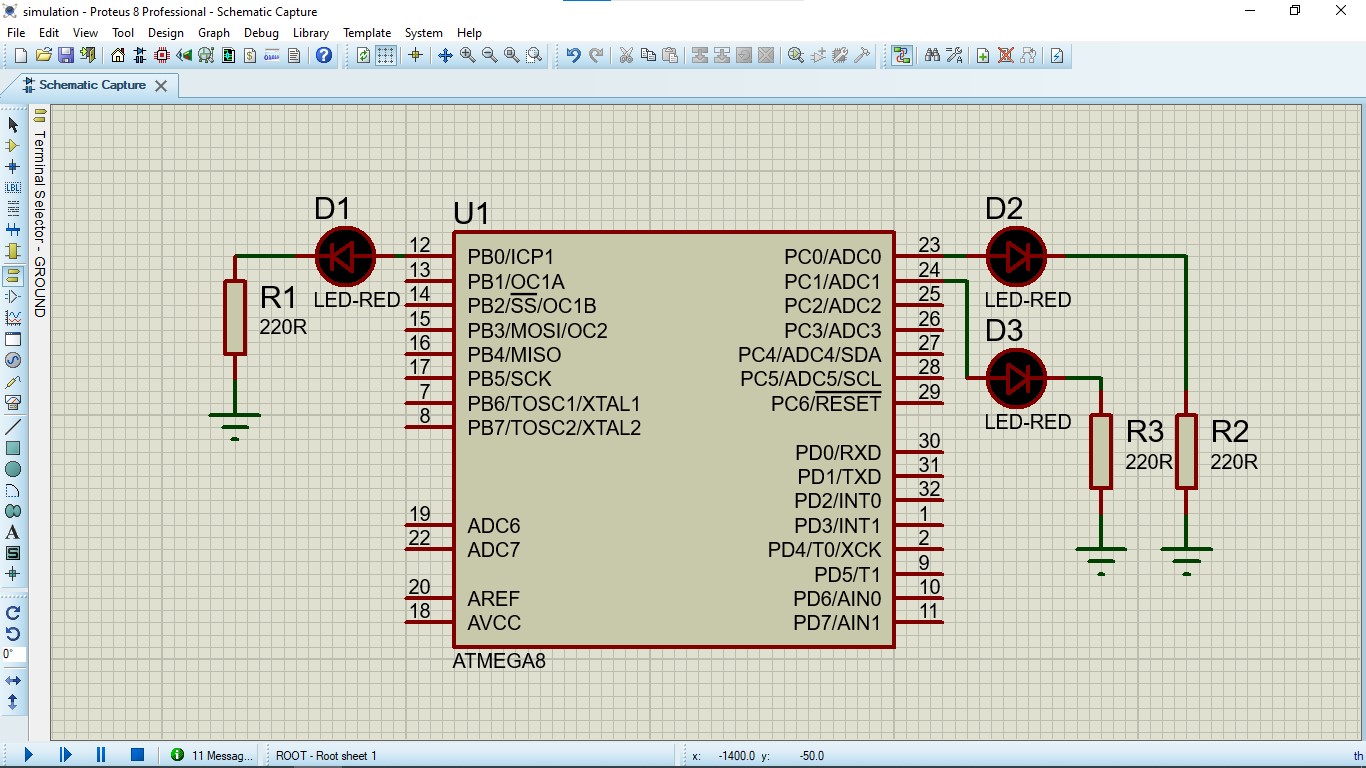 simulation - Proteus 8 Professional - Schematic Capture
File Edit View Tool Design Graph Debug Library Template System Help
Schematic Capture
Terminal Selector - GROUND
LBL
A
S
$
0°
D1
LED-RED
R1
220R
U1
12 PB0/ICP1
13 PB1/OC1A
14 PB2/SS/OC1B
15 PB3/MOSI/OC2
16 PB4/MISO
17 PB5/SCK
7 PB6/TOSC1/XTAL1
8 PB7/TOSC2/XTAL2
19 ADC6
22 ADC7
20 AREF
18 AVCC
PC0/ADC0 23
PC1/ADC1 24
PC2/ADC2 25
PC3/ADC3 26
PC4/ADC4/SDA 27
PC5/ADC5/SCL 28
PC6/RESET 29
PD0/RXD 30
PD1/TXD 31
PD2/INT0 32
PD3/INT1 1
PD4/T0/XCK 2
PD5/T1 9
PD6/AIN0 10
PD7/AIN1 11
ATMEGA8
D2
LED-RED
D3
LED-RED
R3
220R
R2
220R
11 Messag...
ROOT - Root sheet 1
x: -1400.0 y: -50.0
th